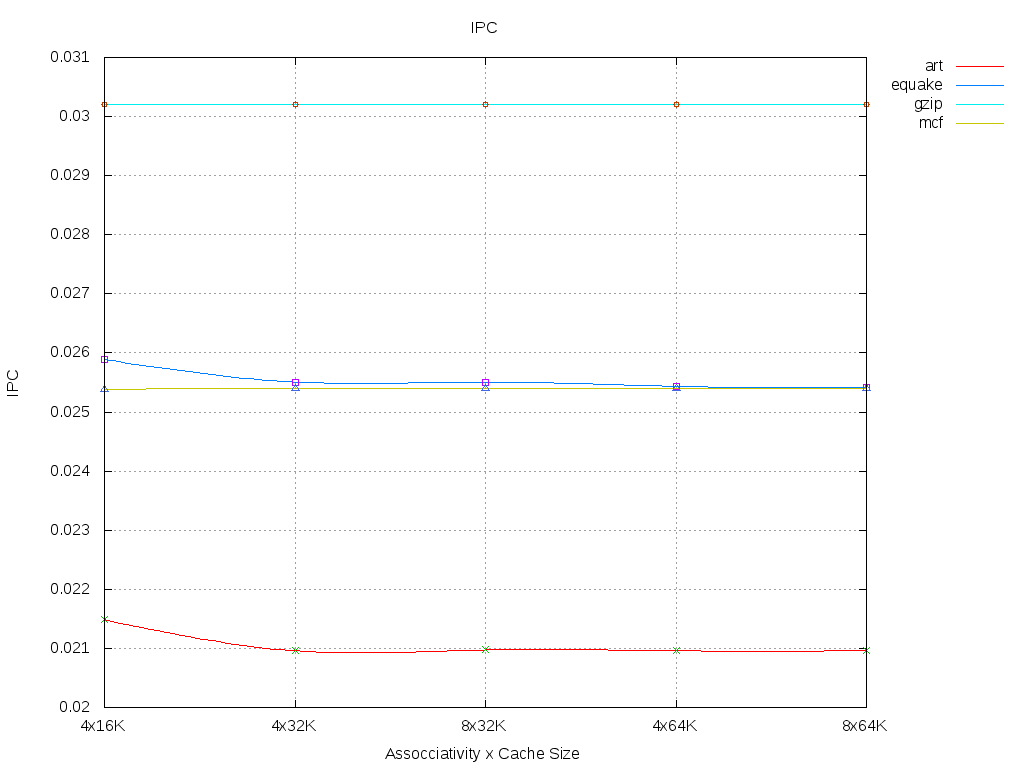 IPC
0.031
0.03
0.029
0.028
0.027
0.026
0.025
0.024
0.023
0.022
0.021
0.02
IPC
4x16K 4x32K 8x32K 4x64K 8x64K
Assocciativity x Cache Size
art
equake
gzip
mcf